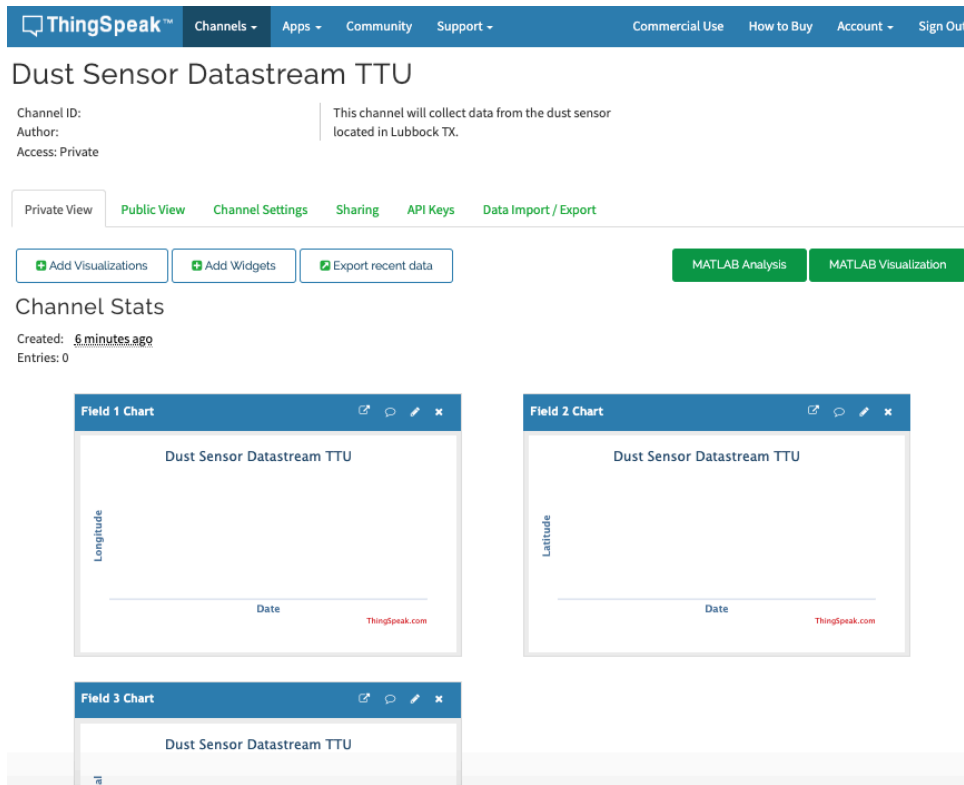 ThingSpeak™ Channels Apps Community Support Commercial Use How to Buy Account Sign Out
Dust Sensor Datastream TTU
Channel ID:
Author:
Access: Private
This channel will collect data from the dust sensor
located in Lubbock TX.
Private View Public View Channel Settings Sharing API Keys Data Import / Export
Add Visualizations Add Widgets Export recent data MATLAB Analysis MATLAB Visualization
Channel Stats
Created: 6 minutes ago
Entries: 0
Field 1 Chart
Dust Sensor Datastream TTU
Longitude
Date
ThingSpeak.com
Field 2 Chart
Dust Sensor Datastream TTU
Latitude
Date
ThingSpeak.com
Field 3 Chart
Dust Sensor Datastream TTU